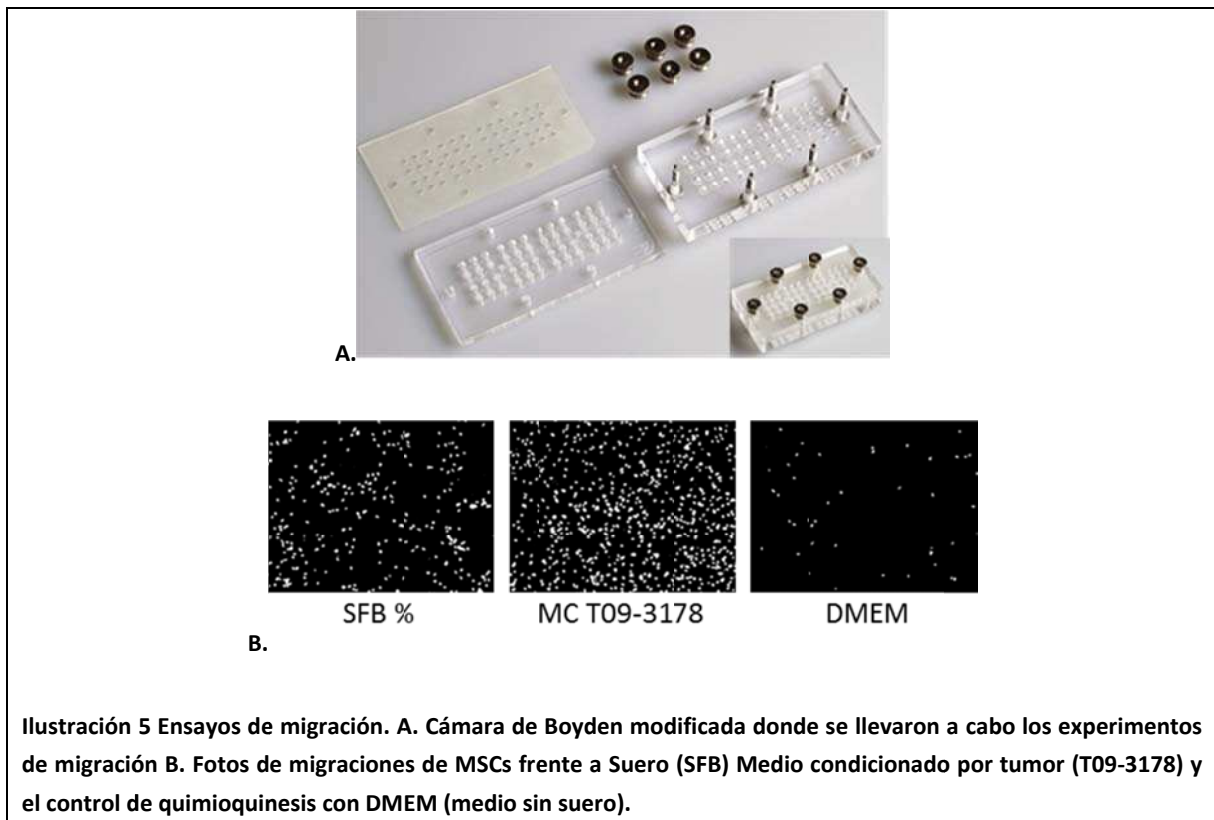 A.
SFB % MC T09-3178 DMEM
B.
Ilustración 5 Ensayos de migración. A. Cámara de Boyden modificada donde se llevaron a cabo los experimentos
de migración B. Fotos de migraciones de MSCs frente a Suero (SFB) Medio condicionado por tumor (T09-3178) y
el control de quimioquinesis con DMEM (medio sin suero).